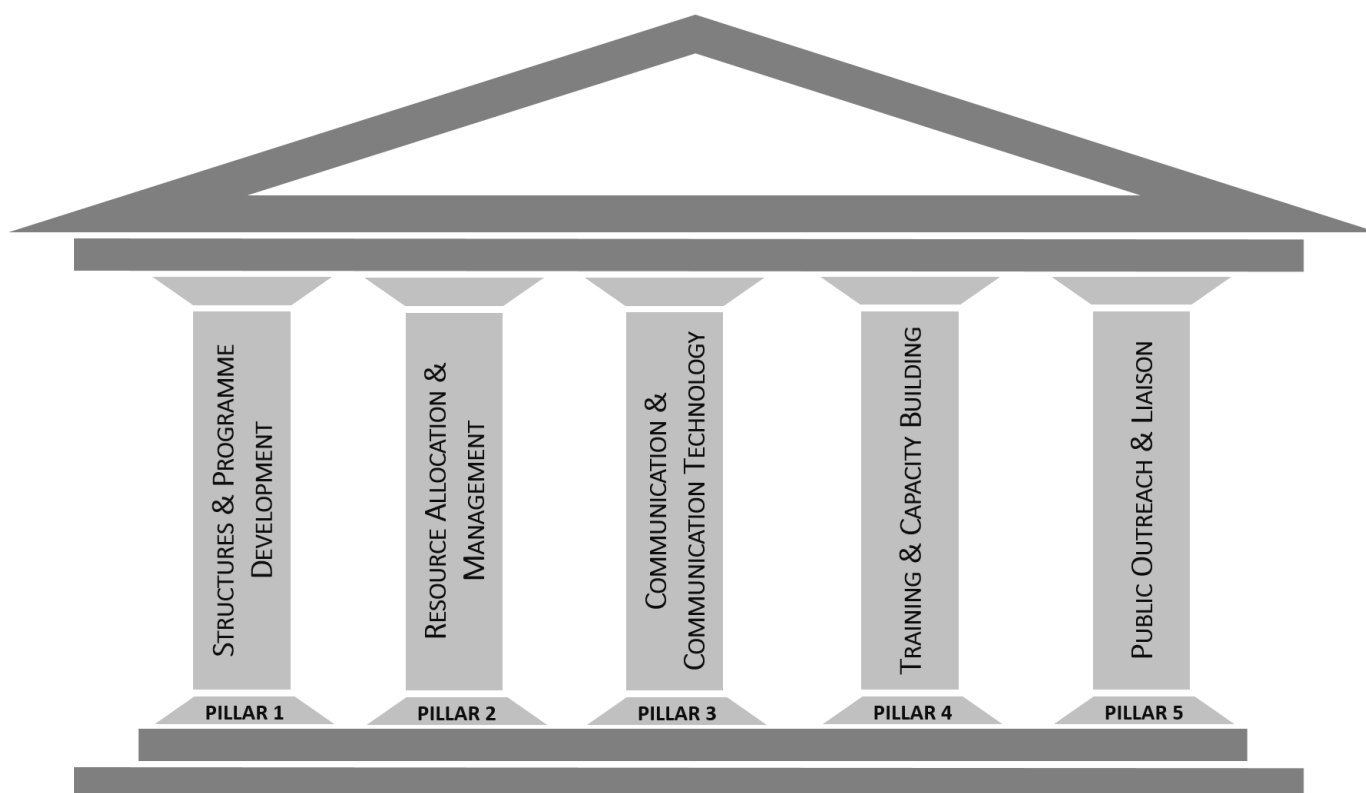 STRUCTURES & PROGRAMME
DEVELOPMENT
PILLAR 1
RESOURCE ALLOCATION &
MANAGEMENT
PILLAR 2
COMMUNICATION &
COMMUNICATION TECHNOLOGY
PILLAR 3
TRAINING & CAPACITY BUILDING
PILLAR 4
PUBLIC OUTREACH & LIAISON
PILLAR 5